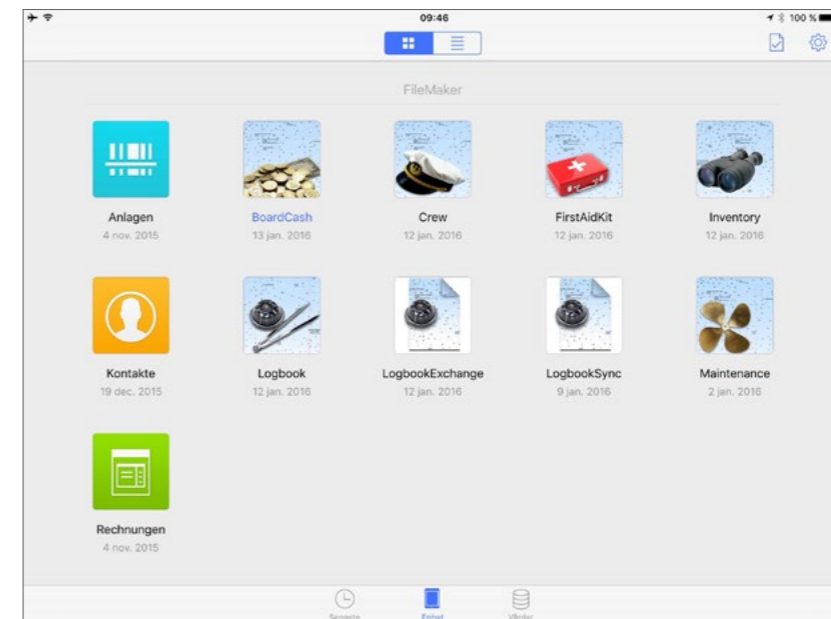 09:46
100 %
FileMaker
Anlagen
4 nov. 2015
BoardCash
13 jan. 2016
Crew
12 jan. 2016
FirstAidKit
12 jan. 2016
Inventory
12 jan. 2016
Kontakte
19 dec. 2015
Logbook
12 jan. 2016
LogbookExchange
12 jan. 2016
LogbookSync
9 jan. 2016
Maintenance
2 jan. 2016
Rechnungen
4 nov. 2015
Senaste
Enhet
Värdar